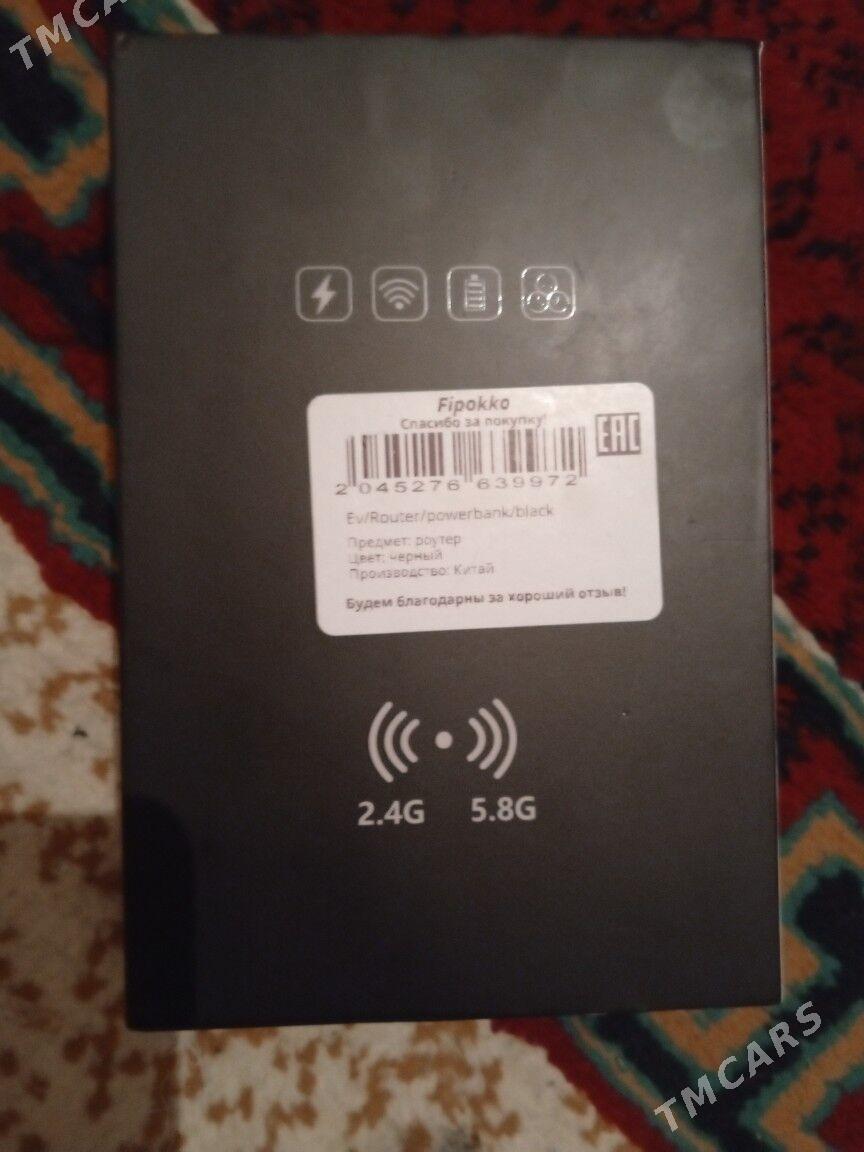 TMCARS
Fipokko
Спасибо за покупку!
EAC
2 045276 639972
Ev/Router/powerbank/black
Предмет: роутер
Цвет: черный
Производство: Китай
Будем благодарны за хороший отзыв!
2.4G 5.8G
TMCARS